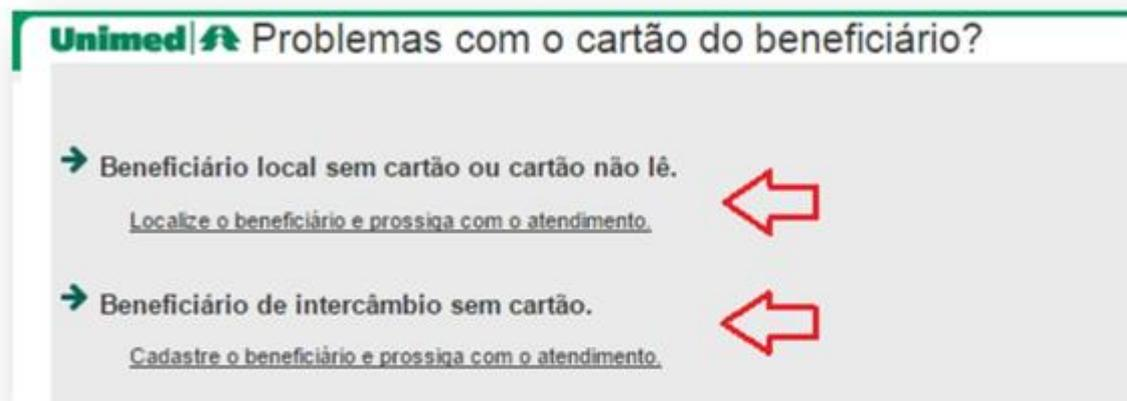 Unimed Problemas com o cartão do beneficiário?
Beneficiário local sem cartão ou cartão não lê.
Localize o beneficiário e prossiga com o atendimento.
Beneficiário de intercâmbio sem cartão.
Cadastre o beneficiário e prossiga com o atendimento.